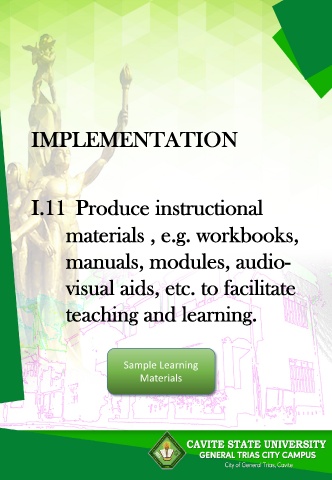 IMPLEMENTATION
I.11 Produce instructional
materials , e.g. workbooks,
manuals, modules, audio-
visual aids, etc. to facilitate
teaching and learning.
Sample Learning
Materials
CAVITE STATE UNIVERSITY
GENERAL TRIAS CITY CAMPUS
City of General Trias, Cavite